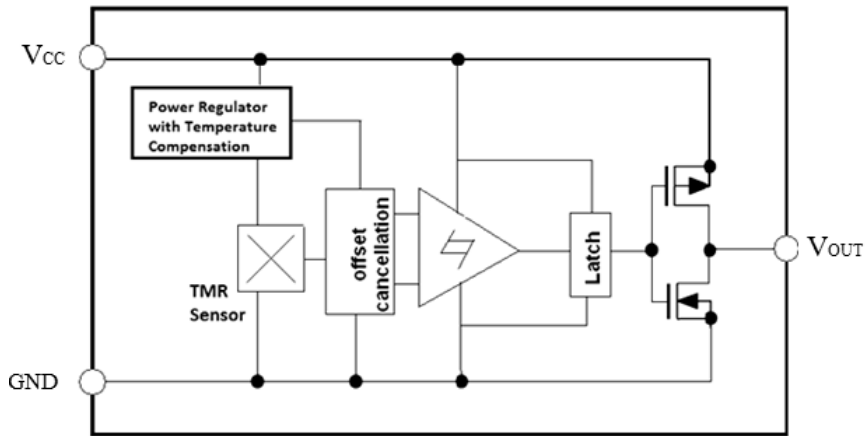 VCC
Power Regulator
with Temperature
Compensation
offset
cancellation
Latch
VOUT
TMR
Sensor
GND